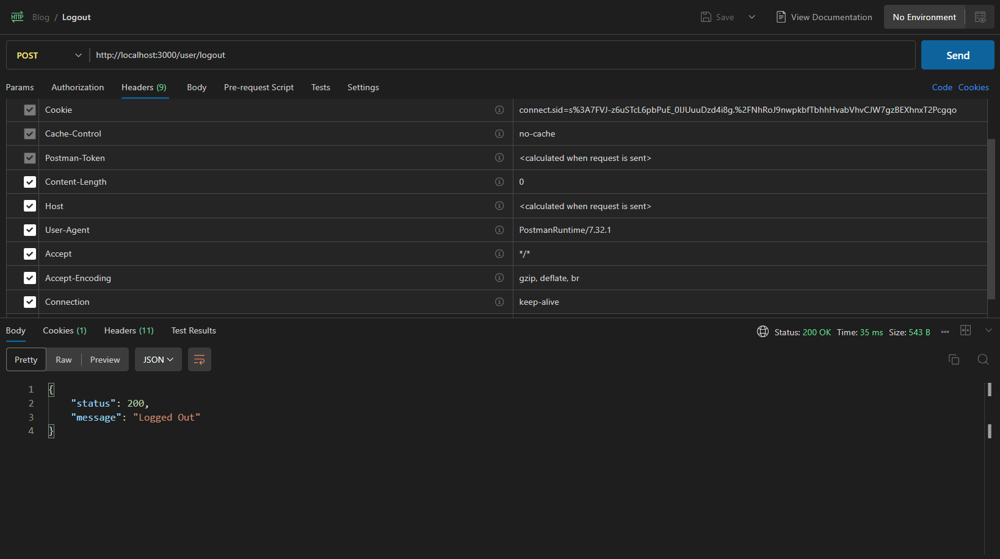 HTTP Blog / Logout Save View Documentation No Environment
POST http://localhost:3000/user/logout Send
Params Authorization Headers (9) Body Pre-request Script Tests Settings Code Cookies
Cookie connect.sid=s%3A7FVJ-z6uSTcL6pbPuE_0IJUuuDzd4i8g.%2FNhRoJ9nwpkbfTbhhHvabVhvCJW7gzBEXhnxT2Pcgqo
Cache-Control no-cache
Postman-Token <calculated when request is sent>
Content-Length 0
Host <calculated when request is sent>
User-Agent PostmanRuntime/7.32.1
Accept */*
Accept-Encoding gzip, deflate, br
Connection keep-alive
Body Cookies (1) Headers (11) Test Results Status: 200 OK Time: 35 ms Size: 543 B
Pretty Raw Preview JSON
1 {
2 "status": 200,
3 "message": "Logged Out"
4 }